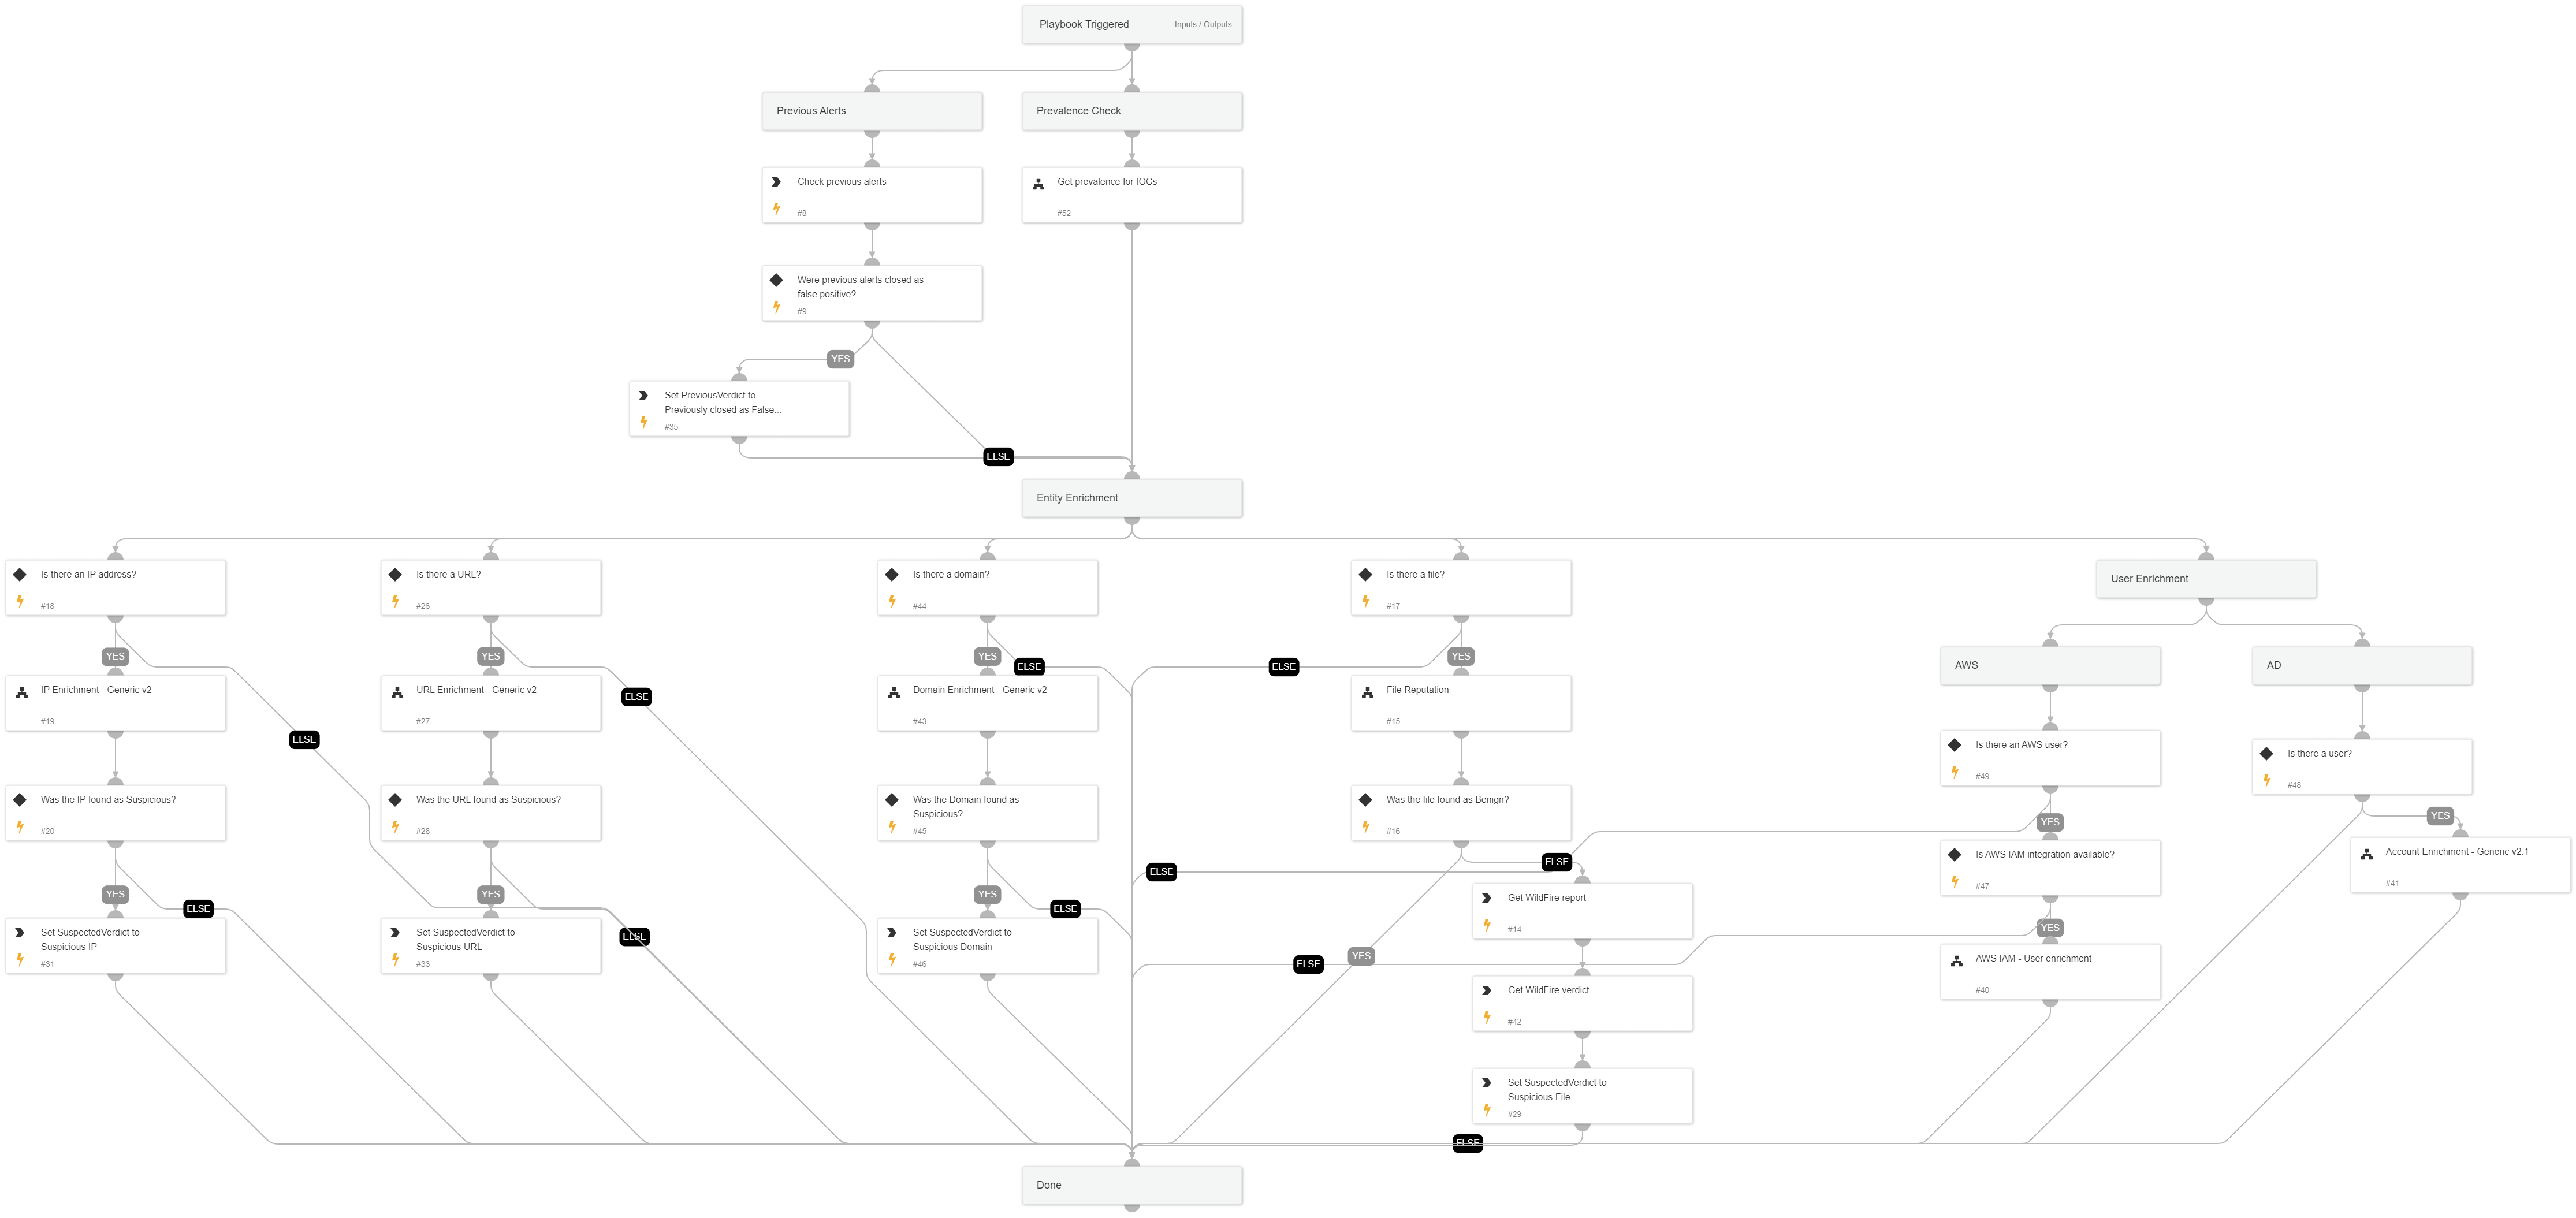 Playbook Triggered
Inputs / Outputs
Previous Alerts
Prevalence Check
Check previous alerts
#8
Get prevalence for IOCs
#52
Were previous alerts closed as
false positive?
#9
YES
Set PreviousVerdict to
Previously closed as False...
#35
ELSE
Entity Enrichment
Is there an IP address?
#18
Is there a URL?
#26
Is there a domain?
#44
Is there a file?
#17
User Enrichment
YES
YES
YES
ELSE
ELSE
YES
AWS
AD
IP Enrichment - Generic v2
#19
URL Enrichment - Generic v2
#27
ELSE
Domain Enrichment - Generic v2
#43
File Reputation
#15
ELSE
Is there an AWS user?
#49
Is there a user?
#48
Was the IP found as Suspicious?
#20
Was the URL found as Suspicious?
#28
Was the Domain found as
Suspicious?
#45
Was the file found as Benign?
#16
YES
YES
Is AWS IAM integration available?
#47
Account Enrichment - Generic v2.1
#41
ELSE
ELSE
YES
ELSE
YES
YES
ELSE
Get WildFire report
#14
YES
Set SuspectedVerdict to
Suspicious IP
#31
Set SuspectedVerdict to
Suspicious URL
#33
ELSE
Set SuspectedVerdict to
Suspicious Domain
#46
ELSE
YES
AWS IAM - User enrichment
#40
Get WildFire verdict
#42
Set SuspectedVerdict to
Suspicious File
#29
ELSE
Done